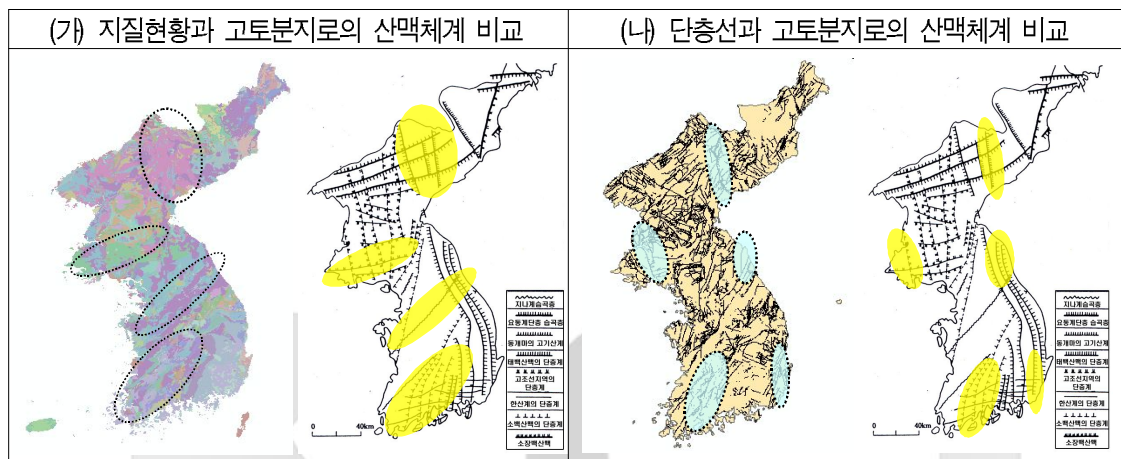 (가) 지질현황과 고토분지로의 산맥체계 비교
(나) 단층선과 고토분지로의 산맥체계 비교
지나계습곡층
요동계단층 습곡층
동개마의 고기산계
태백산맥의 단층계
고조선지역의
단층계
한산계의 단층계
소백산맥의 단층계
소장백산맥
0 40km
지나계습곡층
요동계단층 습곡층
동개마의 고기산계
태백산맥의 단층계
고조선지역의
단층계
한산계의 단층계
소백산맥의 단층계
소장백산맥
0 40km